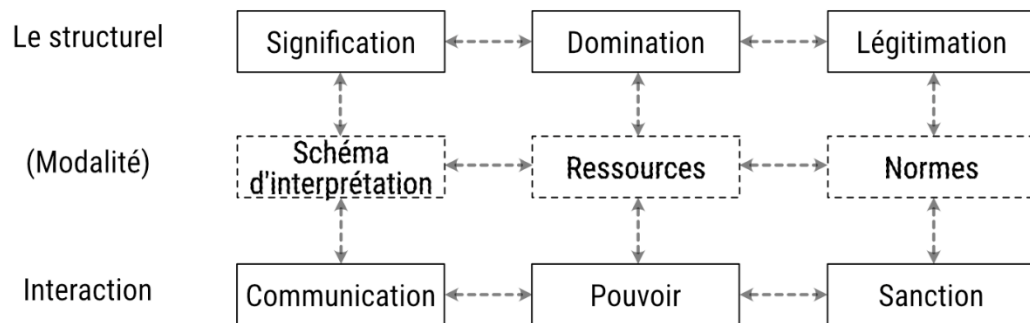 Le structurel
Signification
Domination
Légitimation
(Modalité)
Schéma
d'interprétation
Ressources
Normes
Interaction
Communication
Pouvoir
Sanction